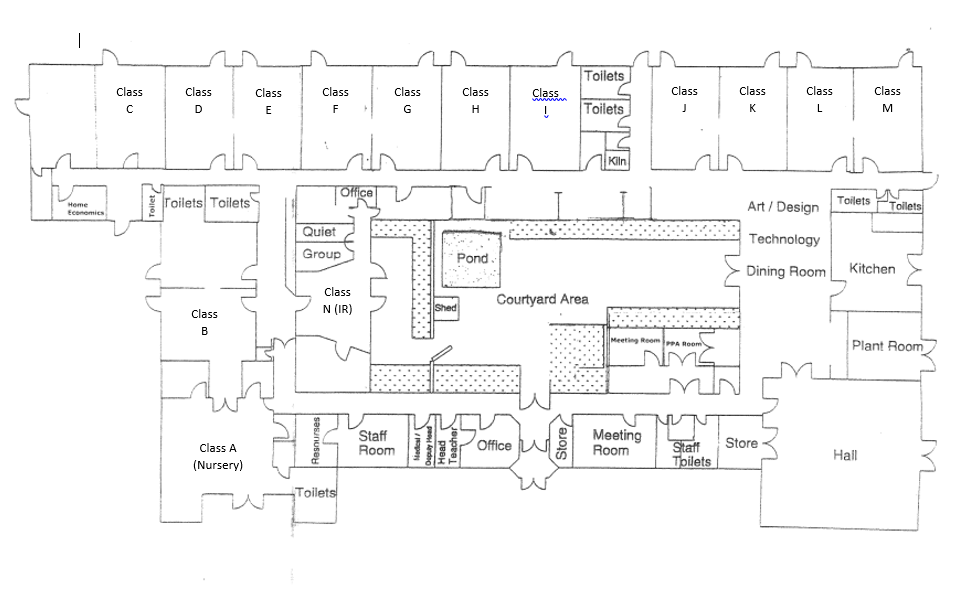 Class
C
Class
D
Class
E
Class
F
Class
G
Class
H
Class
I
Toilets
Toilets
Kiln
Class
J
Class
K
Class
L
Class
M
Home
Economics
Toilet
Toilets
Toilets
Office
Quiet
Group
Class
N (IR)
Class
B
Pond
Shed
Courtyard Area
Meeting Room
PPA Room
Art / Design
Technology
Dining Room
Toilets
Toilets
Kitchen
Plant Room
Class A
(Nursery)
Resourses
Toilets
Staff
Room
Medical /
Deputy Head
Head
Teacher
Office
Store
Meeting
Room
Staff
Toilets
Store
Hall